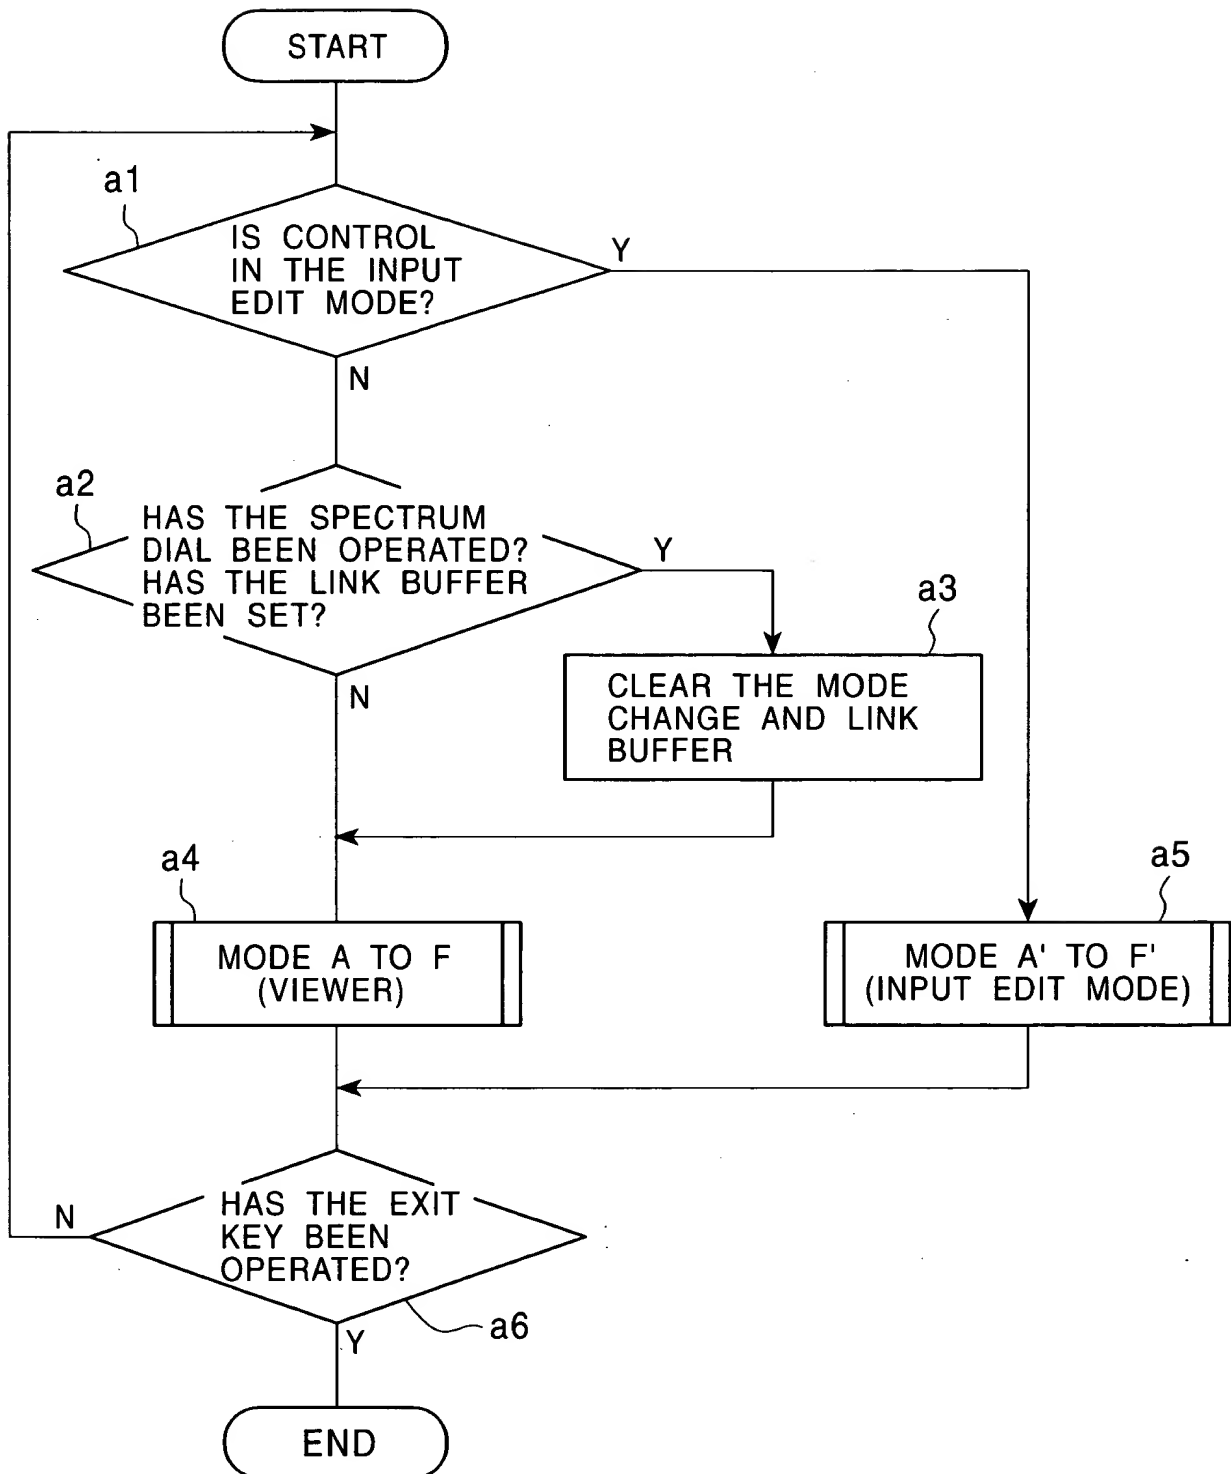 START
a1
IS CONTROL
IN THE INPUT
EDIT MODE?
Y
N
a2
HAS THE SPECTRUM
DIAL BEEN OPERATED?
HAS THE LINK BUFFER
BEEN SET?
Y
N
a3
CLEAR THE MODE
CHANGE AND LINK
BUFFER
a4
MODE A TO F
(VIEWER)
a5
MODE A' TO F'
(INPUT EDIT MODE)
N
HAS THE EXIT
KEY BEEN
OPERATED?
a6
Y
END